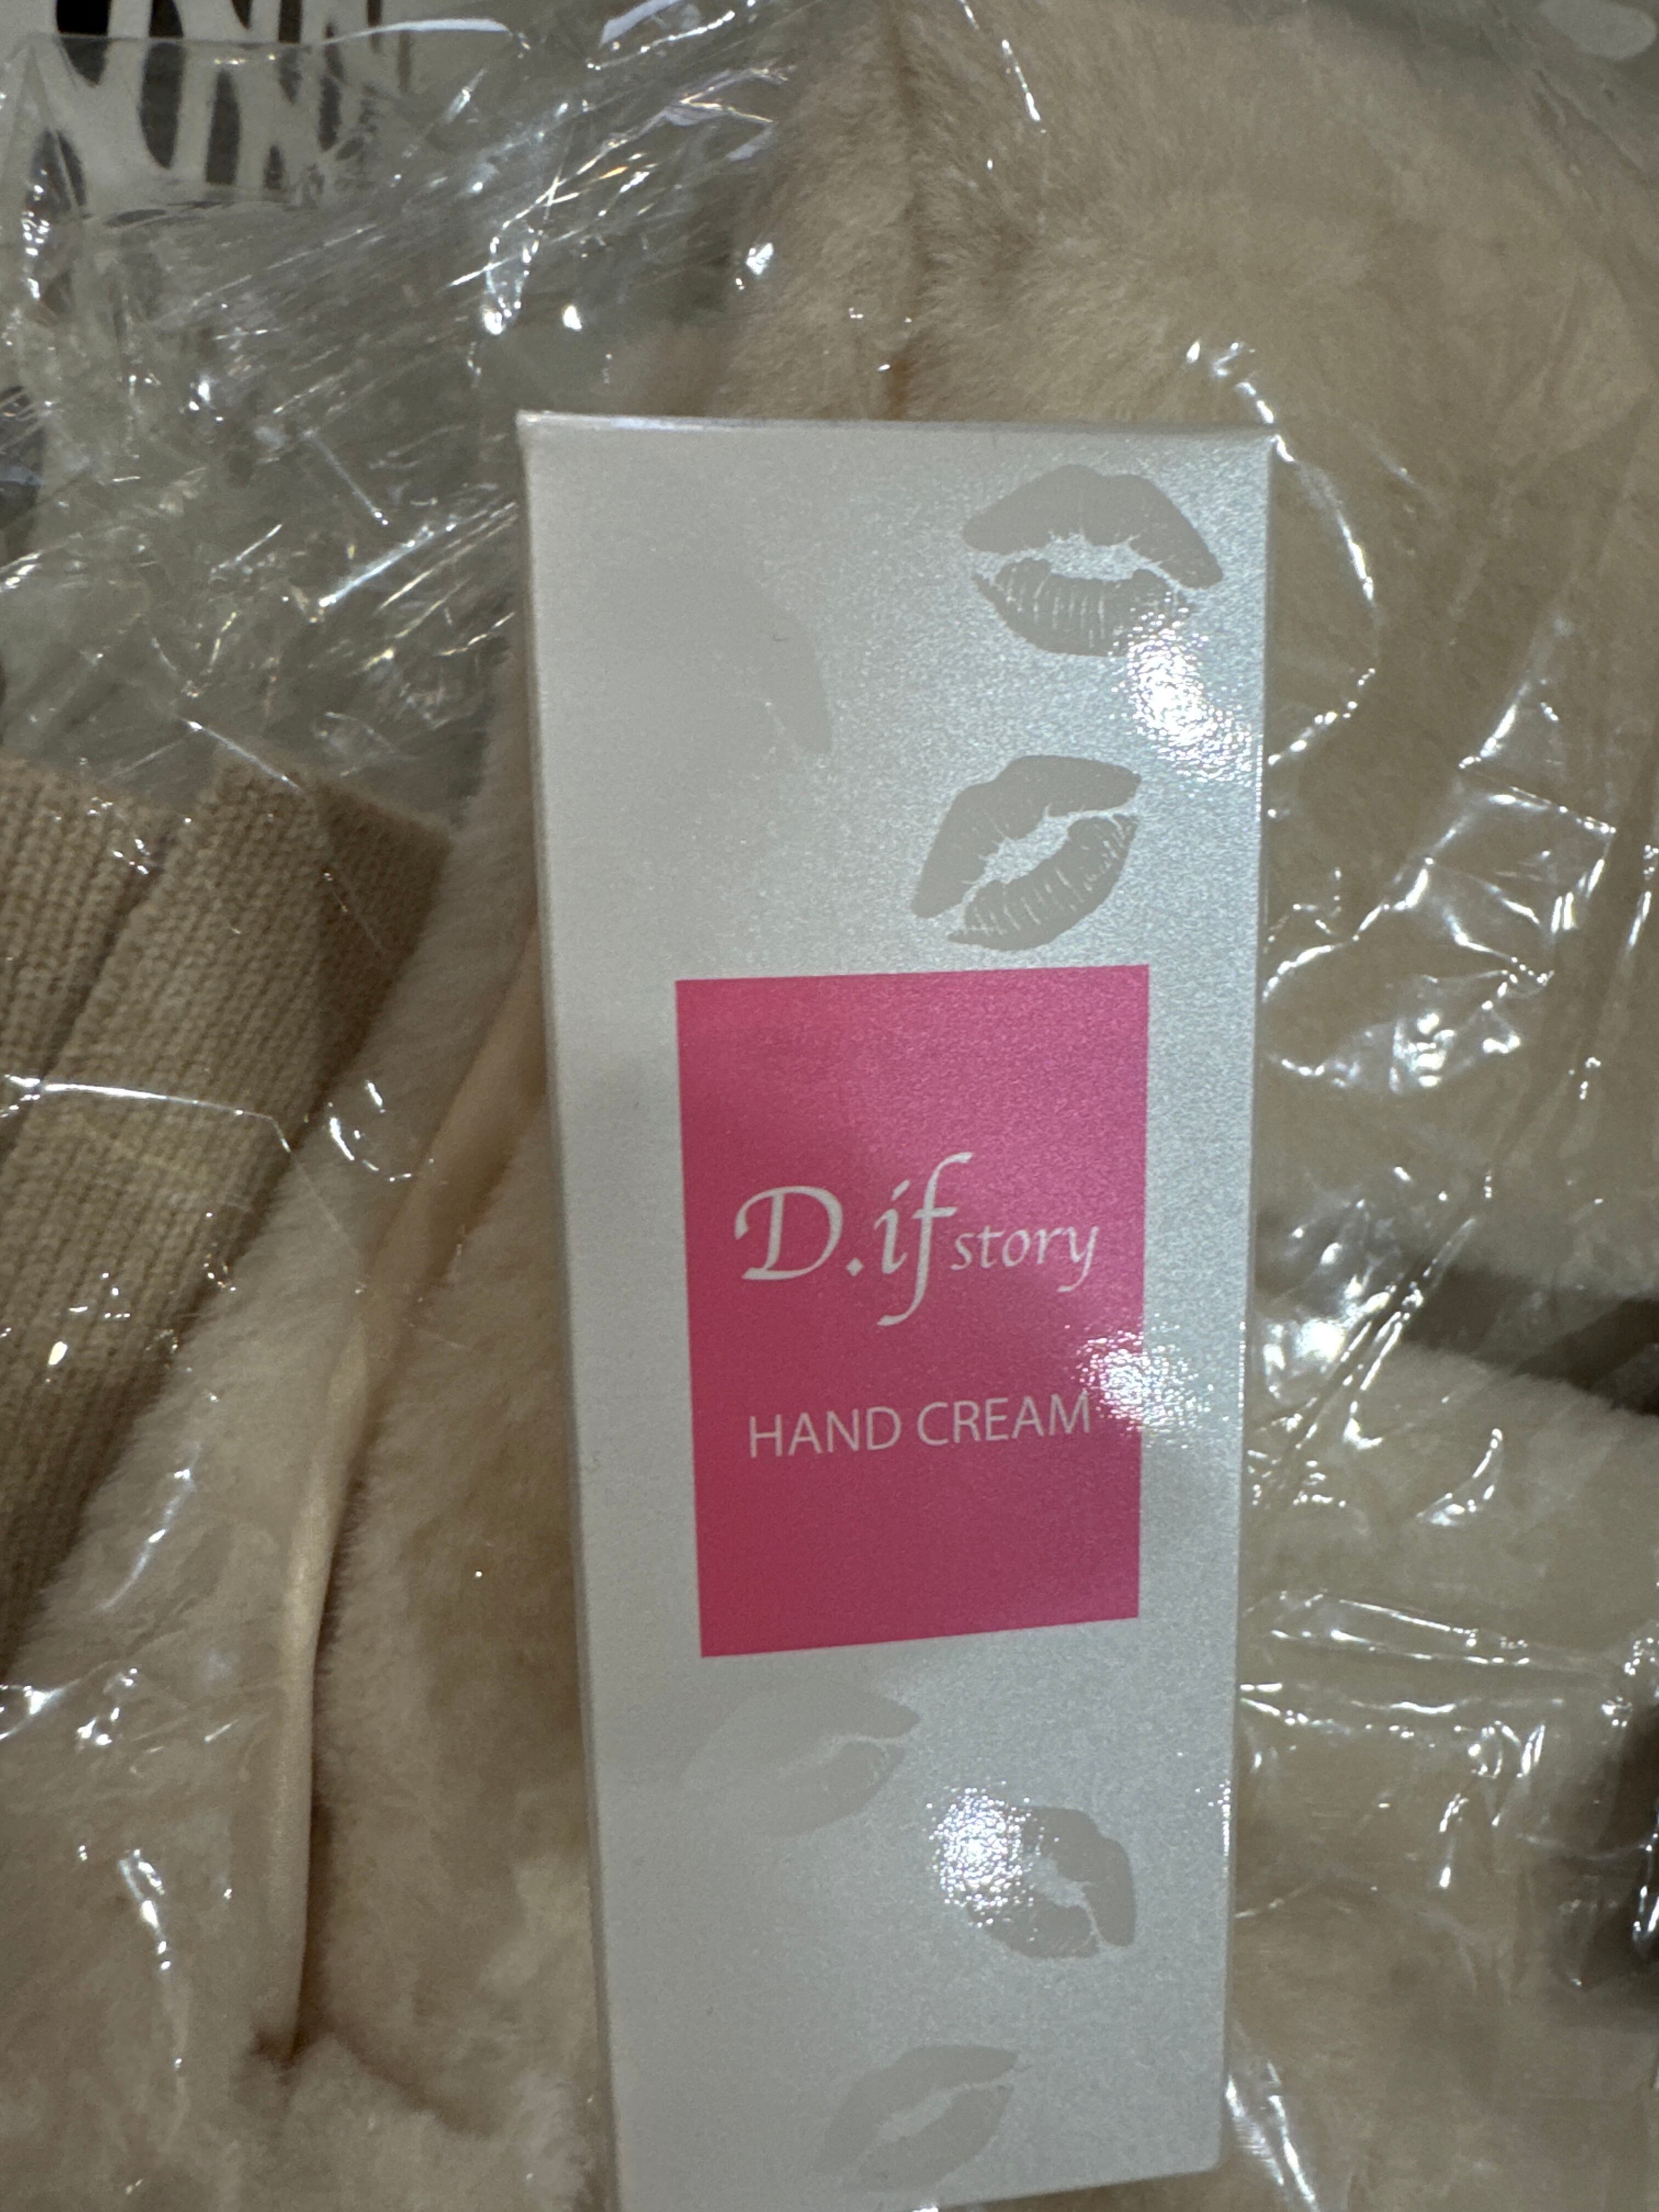 D.if story
HAND CREAM